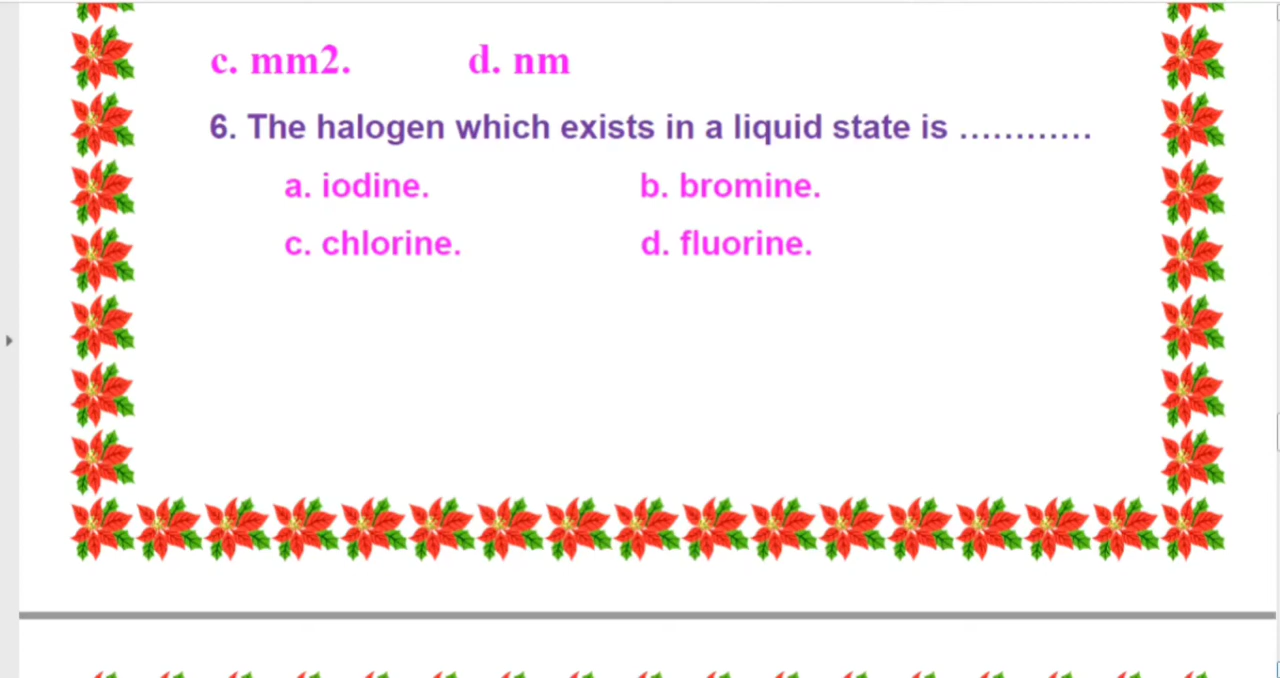 c. mm2. d. nm
6. The halogen which exists in a liquid state is ............
a. iodine. b. bromine.
c. chlorine. d. fluorine.